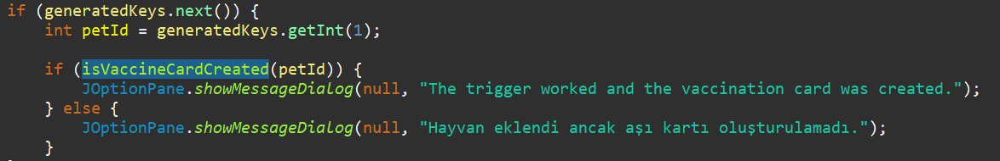 if (generatedKeys.next()) {
    int petId = generatedKeys.getInt(1);
    if (isVaccineCardCreated(petId)) {
        JOptionPane.showMessageDialog(null, "The trigger worked and the vaccination card was created.");
    } else {
        JOptionPane.showMessageDialog(null, "Hayvan eklendi ancak aşı kartı oluşturulamadı.");
    }